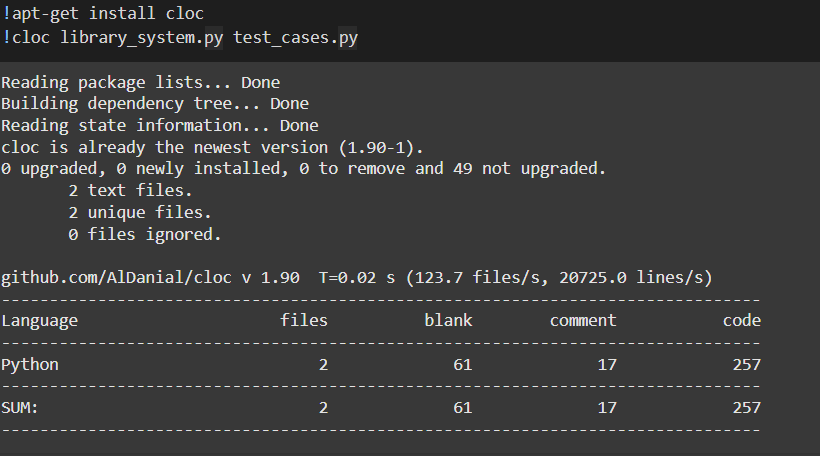 !apt-get install cloc
!cloc library_system.py test_cases.py
Reading package lists... Done
Building dependency tree... Done
Reading state information... Done
cloc is already the newest version (1.90-1).
0 upgraded, 0 newly installed, 0 to remove and 49 not upgraded.
       2 text files.
       2 unique files.
       0 files ignored.
github.com/AlDanial/cloc v 1.90  T=0.02 s (123.7 files/s, 20725.0 lines/s)
-------------------------------------------------------------------------------
Language                     files          blank        comment           code
-------------------------------------------------------------------------------
Python                           2             61             17            257
-------------------------------------------------------------------------------
SUM:                             2             61             17            257
-------------------------------------------------------------------------------